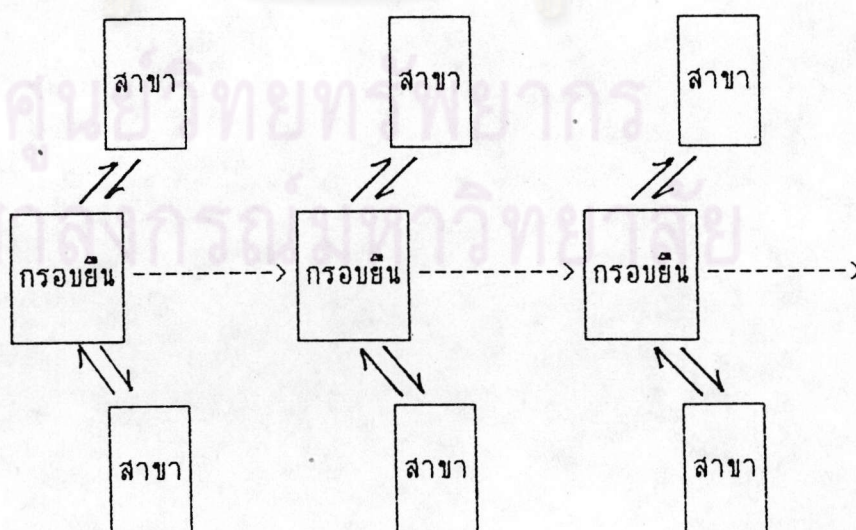 สาขา สาขา สาขา
ศูนย์วิทยทรัพยากร
าลงกรณ์มหาวิทยาลัย
กรอบยืน กรอบยืน กรอบยืน
สาขา สาขา สาขา